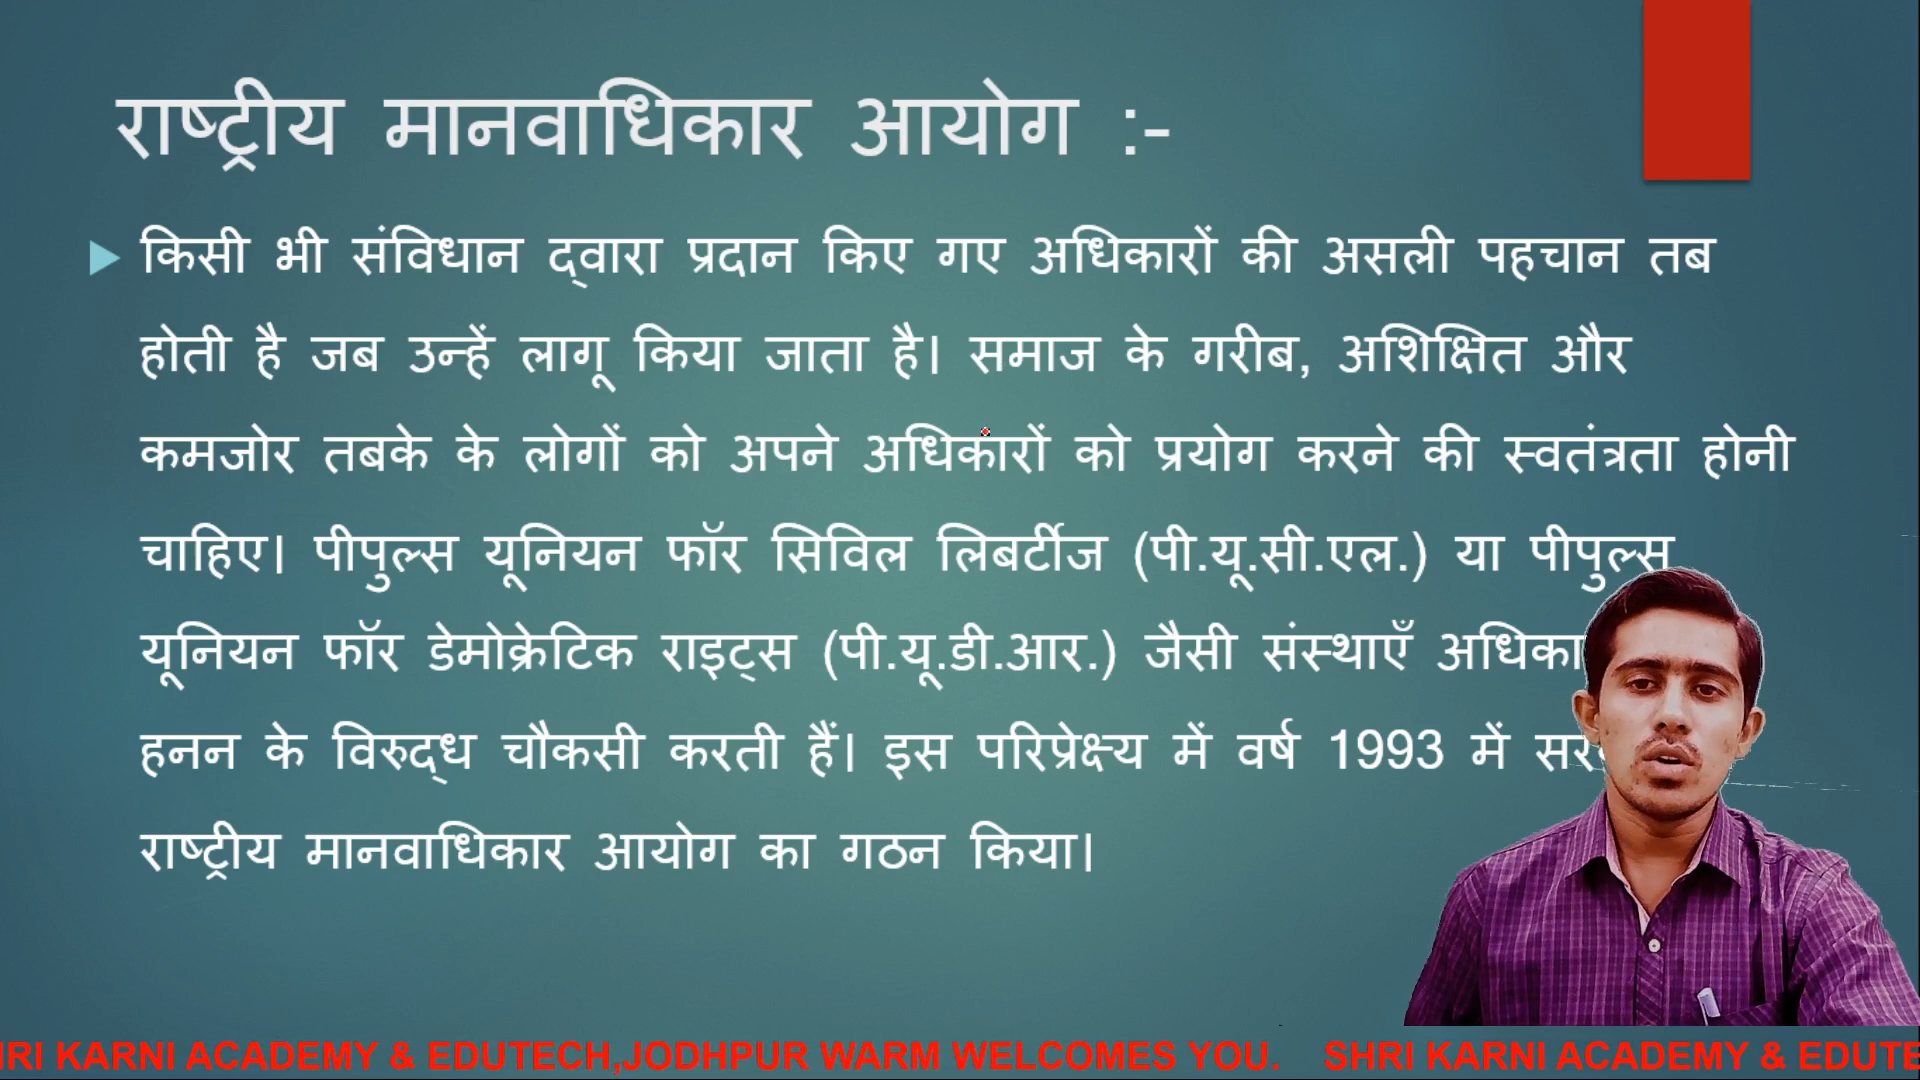 राष्ट्रीय मानवाधिकार आयोग :-
किसी भी संविधान द्वारा प्रदान किए गए अधिकारों की असली पहचान तब
होती है जब उन्हें लागू किया जाता है। समाज के गरीब, अशिक्षित और
कमजोर तबके के लोगों को अपने अधिकारों को प्रयोग करने की स्वतंत्रता होनी
चाहिए। पीपुल्स यूनियन फॉर सिविल लिबर्टीज (पी.यू.सी.एल.) या पीपुल्स
यूनियन फॉर डेमोक्रेटिक राइट्स (पी.यू.डी.आर.) जैसी संस्थाएँ
हनन के विरुद्ध चौकसी करती हैं। इस परिप्रेक्ष्य में वर्ष 1993 में
राष्ट्रीय मानवाधिकार आयोग का गठन किया।
KARNI ACADEMY & EDUTECH,JODHPUR WARM WELCOMES YOU. SHRI KARNI ACADEMY &